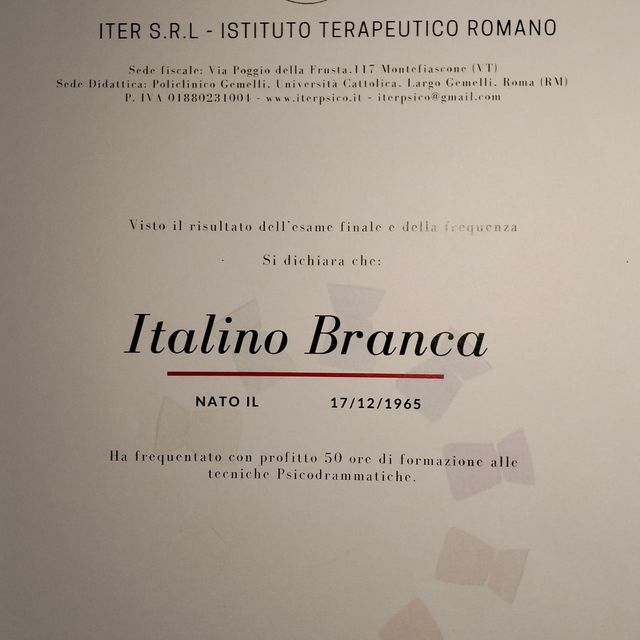 ITER S.R.L - ISTITUTO TERAPEUTICO ROMANO
Sede fiscale: Via Poggio della Frusta.117 Montefiascone (VT)
Sede Didattica: Policlinico Gemelli. Università Cattolica. Largo Gemelli. Roma (RM)
P. IVA 01880231004 - www.iterpsico.it - iterpsico@gmail.com
Visto il risultato dell'esame finale e della frequenza
Si dichiara che:
Italino Branca
NATO IL 17/12/1965
Ha frequentato con profitto 50 ore di formazione alle
tecniche Psicodrammatiche.